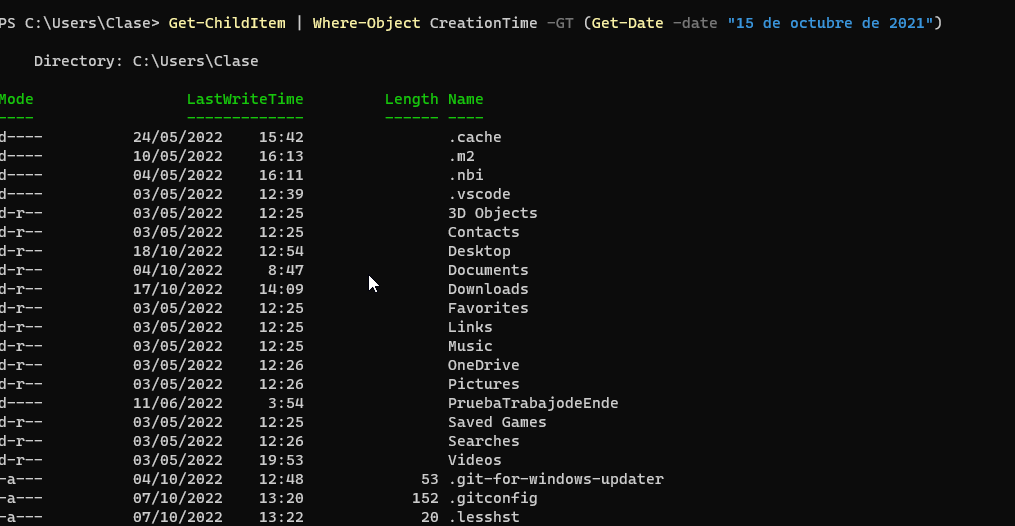 PS C:\Users\Clase> Get-ChildItem | Where-Object CreationTime -GT (Get-Date -date "15 de octubre de 2021")
Directory: C:\Users\Clase
Mode LastWriteTime Length Name
---- ------------- ------ ----
d---- 24/05/2022 15:42 .cache
d---- 10/05/2022 16:13 .m2
d---- 04/05/2022 16:11 .nbi
d---- 03/05/2022 12:39 .vscode
d-r-- 03/05/2022 12:25 3D Objects
d-r-- 03/05/2022 12:25 Contacts
d-r-- 18/10/2022 12:54 Desktop
d-r-- 04/10/2022 8:47 Documents
d-r-- 17/10/2022 14:09 Downloads
d-r-- 03/05/2022 12:25 Favorites
d-r-- 03/05/2022 12:25 Links
d-r-- 03/05/2022 12:25 Music
d-r-- 03/05/2022 12:26 OneDrive
d-r-- 03/05/2022 12:26 Pictures
d---- 11/06/2022 3:54 PruebaTrabajodeEnde
d-r-- 03/05/2022 12:25 Saved Games
d-r-- 03/05/2022 12:26 Searches
d-r-- 03/05/2022 19:53 Videos
-a--- 04/10/2022 12:48 53 .git-for-windows-updater
-a--- 07/10/2022 13:20 152 .gitconfig
-a--- 07/10/2022 13:22 20 .lesshst